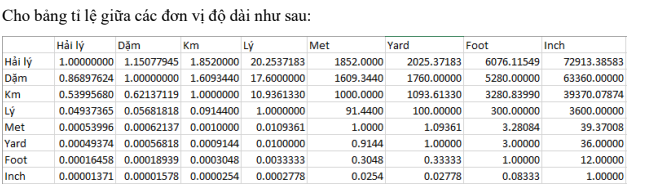 Cho bảng tỉ lệ giữa các đơn vị độ dài như sau:
Hải lý Dặm Km Lý Met Yard Foot Inch
Hải lý 1.00000000 1.15077945 1.8520000 20.2537183 1852.0000 2025.37183 6076.11549 72913.38583
Dặm 0.86897624 1.00000000 1.6093440 17.6000000 1609.3440 1760.00000 5280.00000 63360.00000
Km 0.53995680 0.62137119 1.0000000 10.9361330 1000.0000 1093.61330 3280.83990 39370.07874
Lý 0.04937365 0.05681818 0.0914400 1.0000000 91.4400 100.00000 300.00000 3600.00000
Met 0.00053996 0.00062137 0.0010000 0.0109361 1.0000 1.09361 3.28084 39.37008
Yard 0.00049374 0.00056818 0.0009144 0.0100000 0.9144 1.00000 3.00000 36.00000
Foot 0.00016458 0.00018939 0.0003048 0.0033333 0.3048 0.33333 1.00000 12.00000
Inch 0.00001371 0.00001578 0.0000254 0.0002778 0.0254 0.02778 0.08333 1.00000